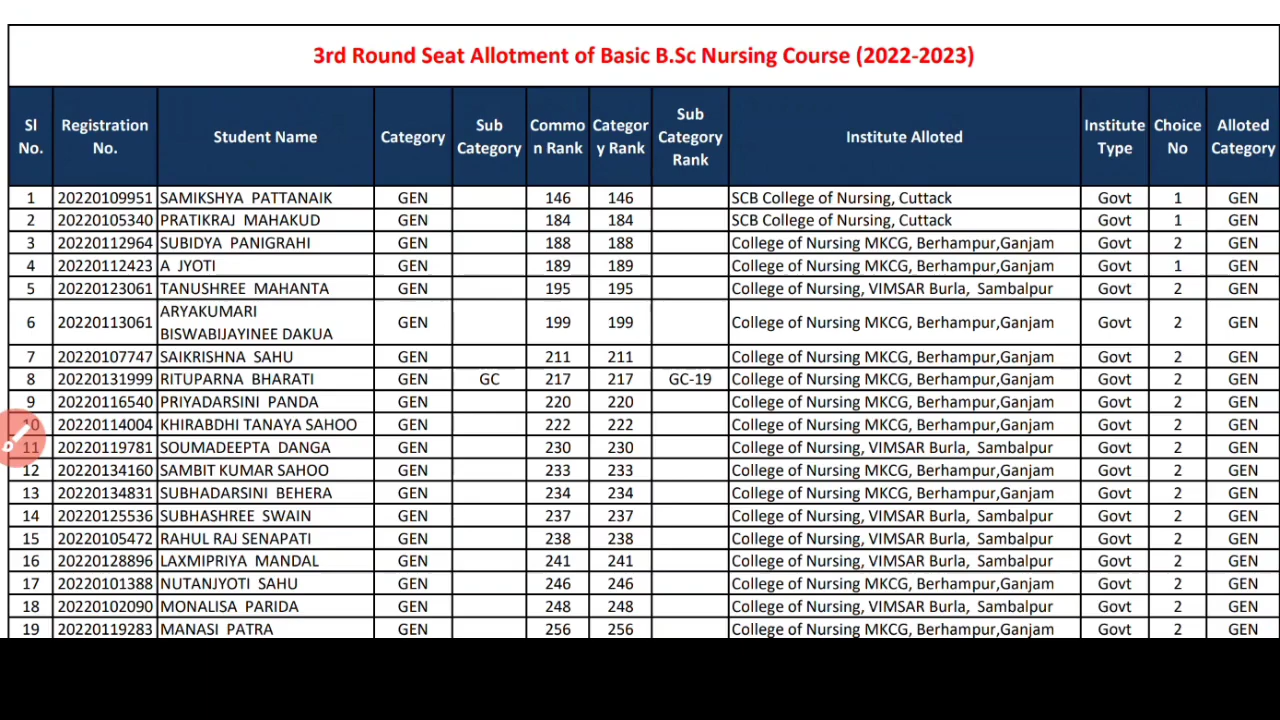 3rd Round Seat Allotment of Basic B.Sc Nursing Course (2022-2023)
Sl No. Registration No. Student Name Category Sub Category Commo n Rank Categor y Rank Sub Category Rank Institute Alloted Institute Type Choice No Alloted Category
1 20220109951 SAMIKSHYA PATTANAIK GEN 146 146 SCB College of Nursing, Cuttack Govt 1 GEN
2 20220105340 PRATIKRAJ MAHAKUD GEN 184 184 SCB College of Nursing, Cuttack Govt 1 GEN
3 20220112964 SUBIDYA PANIGRAHI GEN 188 188 College of Nursing MKCG, Berhampur,Ganjam Govt 2 GEN
4 20220112423 A JYOTI GEN 189 189 College of Nursing MKCG, Berhampur,Ganjam Govt 1 GEN
5 20220123061 TANUSHREE MAHANTA GEN 195 195 College of Nursing, VIMSAR Burla, Sambalpur Govt 2 GEN
6 20220113061 ARYAKUMARI BISWABIJAYINEE DAKUA GEN 199 199 College of Nursing MKCG, Berhampur,Ganjam Govt 2 GEN
7 20220107747 SAIKRISHNA SAHU GEN 211 211 College of Nursing MKCG, Berhampur,Ganjam Govt 2 GEN
8 20220131999 RITUPARNA BHARATI GEN GC 217 217 GC-19 College of Nursing MKCG, Berhampur,Ganjam Govt 2 GEN
9 20220116540 PRIYADARSINI PANDA GEN 220 220 College of Nursing MKCG, Berhampur,Ganjam Govt 2 GEN
10 20220114004 KHIRABDHI TANAYA SAHOO GEN 222 222 College of Nursing MKCG, Berhampur,Ganjam Govt 2 GEN
11 20220119781 SOUMADEEPTA DANGA GEN 230 230 College of Nursing, VIMSAR Burla, Sambalpur Govt 2 GEN
12 20220134160 SAMBIT KUMAR SAHOO GEN 233 233 College of Nursing MKCG, Berhampur,Ganjam Govt 2 GEN
13 20220134831 SUBHADARSINI BEHERA GEN 234 234 College of Nursing MKCG, Berhampur,Ganjam Govt 2 GEN
14 20220125536 SUBHASHREE SWAIN GEN 237 237 College of Nursing, VIMSAR Burla, Sambalpur Govt 2 GEN
15 20220105472 RAHUL RAJ SENAPATI GEN 238 238 College of Nursing, VIMSAR Burla, Sambalpur Govt 2 GEN
16 20220128896 LAXMIPRIYA MANDAL GEN 241 241 College of Nursing, VIMSAR Burla, Sambalpur Govt 2 GEN
17 20220101388 NUTANJYOTI SAHU GEN 246 246 College of Nursing MKCG, Berhampur,Ganjam Govt 2 GEN
18 20220102090 MONALISA PARIDA GEN 248 248 College of Nursing, VIMSAR Burla, Sambalpur Govt 2 GEN
19 20220119283 MANASI PATRA GEN 256 256 College of Nursing MKCG, Berhampur,Ganjam Govt 2 GEN